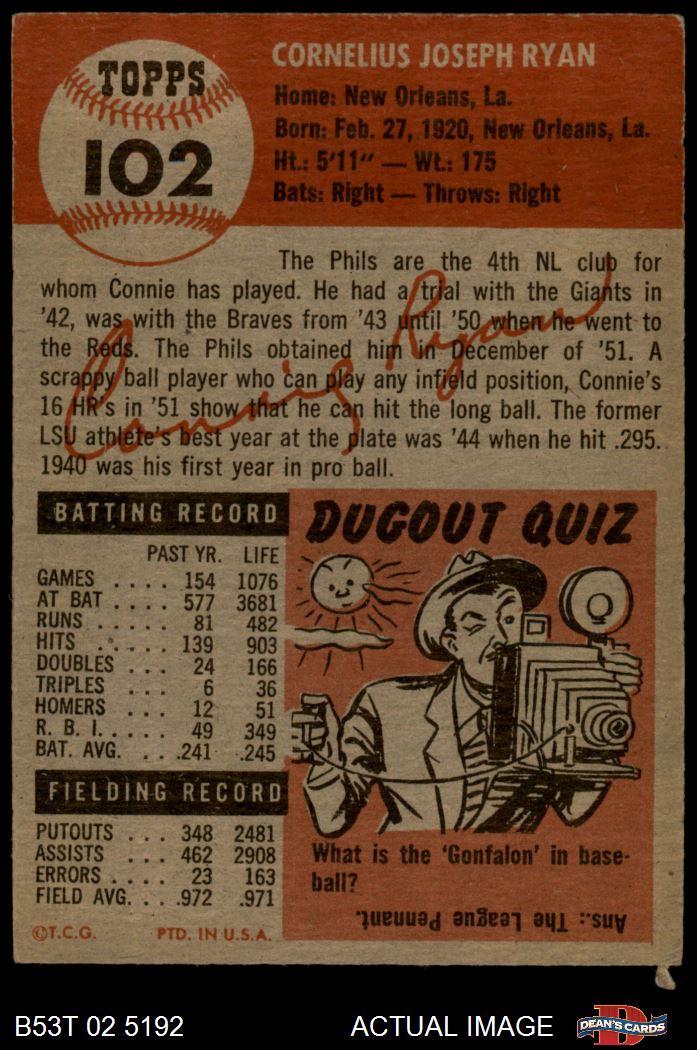 TOPPS
102
CORNELIUS JOSEPH RYAN
Home: New Orleans, La.
Born: Feb. 27, 1920, New Orleans, La.
Ht.: 5'11" — Wt.: 175
Bats: Right — Throws: Right
The Phils are the 4th NL club for
whom Connie has played. He had a trial with the Giants in
'42, was with the Braves from '43 until '50 when he went to
the Reds. The Phils obtained him in December of '51. A
scrappy ball player who can play any infield position, Connie's
16 HR's in '51 show that he can hit the long ball. The former
LSU athlete's best year at the plate was '44 when he hit .295.
1940 was his first year in pro ball.
Connie Ryan
BATTING RECORD
PAST YR. LIFE
GAMES .... 154 1076
AT BAT .... 577 3681
RUNS ..... 81 482
HITS ..... 139 903
DOUBLES ... 24 166
TRIPLES ... 6 36
HOMERS ... 12 51
R. B. I. .... 49 349
BAT. AVG. ... .241 .245
FIELDING RECORD
PUTOUTS ... 348 2481
ASSISTS .... 462 2908
ERRORS .... 23 163
FIELD AVG. ... .972 .971
©T.C.G. PTD. IN U.S.A.
DUGOUT QUIZ
What is the 'Gonfalon' in base-
ball?
Ans.: The League Pennant.
B53T 02 5192
ACTUAL IMAGE
D
DEAN'S CARDS